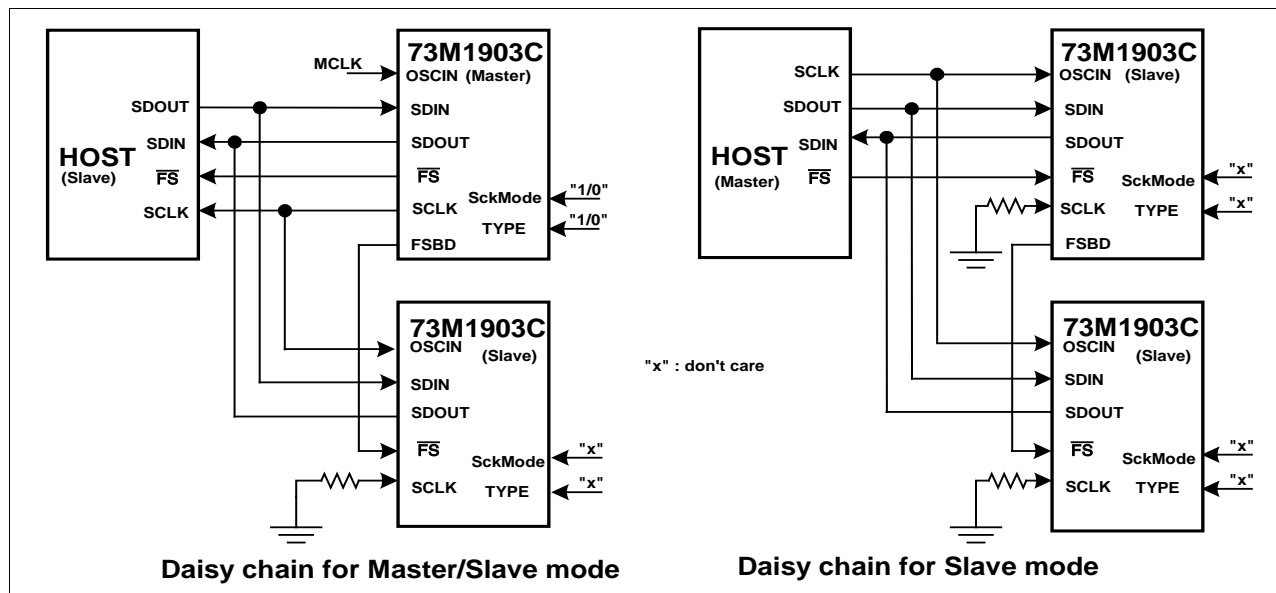 73M1903C
MCLK
OSCIN (Master)
SDOUT
SDIN
SDIN
SDOUT
HOST
(Slave)
FS
FS
SckMode
"1/0"
SCLK
SCLK
TYPE
"1/0"
FSBD
73M1903C
OSCIN
(Slave)
SDIN
SDOUT
FS
SckMode
"x"
SCLK
TYPE
"x"
Daisy chain for Master/Slave mode
73M1903C
SCLK
OSCIN (Slave)
SDOUT
SDIN
SDIN
SDOUT
HOST
(Master)
FS
FS
SckMode
"x"
SCLK
TYPE
"x"
FSBD
73M1903C
OSCIN
(Slave)
"x" : don't care
SDIN
SDOUT
FS
SckMode
"x"
SCLK
TYPE
"x"
Daisy chain for Slave mode